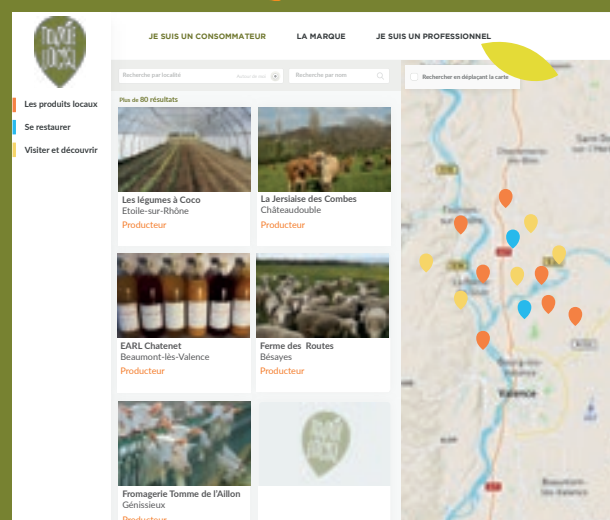 JE SUIS UN CONSOMMATEUR
LA MARQUE
JE SUIS UN PROFESSIONNEL
Les produits locaux
Se restaurer
Visiter et découvrir
Recherche par localité
Recherche par nom
Rechercher en déplaçant la carte
Plus de 80 résultats
Les légumes à Coco
Etoile-sur-Rhône
Producteur
La Jersiaise des Combes
Châteaudouble
Producteur
EARL Chatenet
Beaumont-lès-Valence
Producteur
Ferme des Routes
Bésayes
Producteur
Fromagerie Tomme de l'Aillon
Génissieux
Producteur
Valence